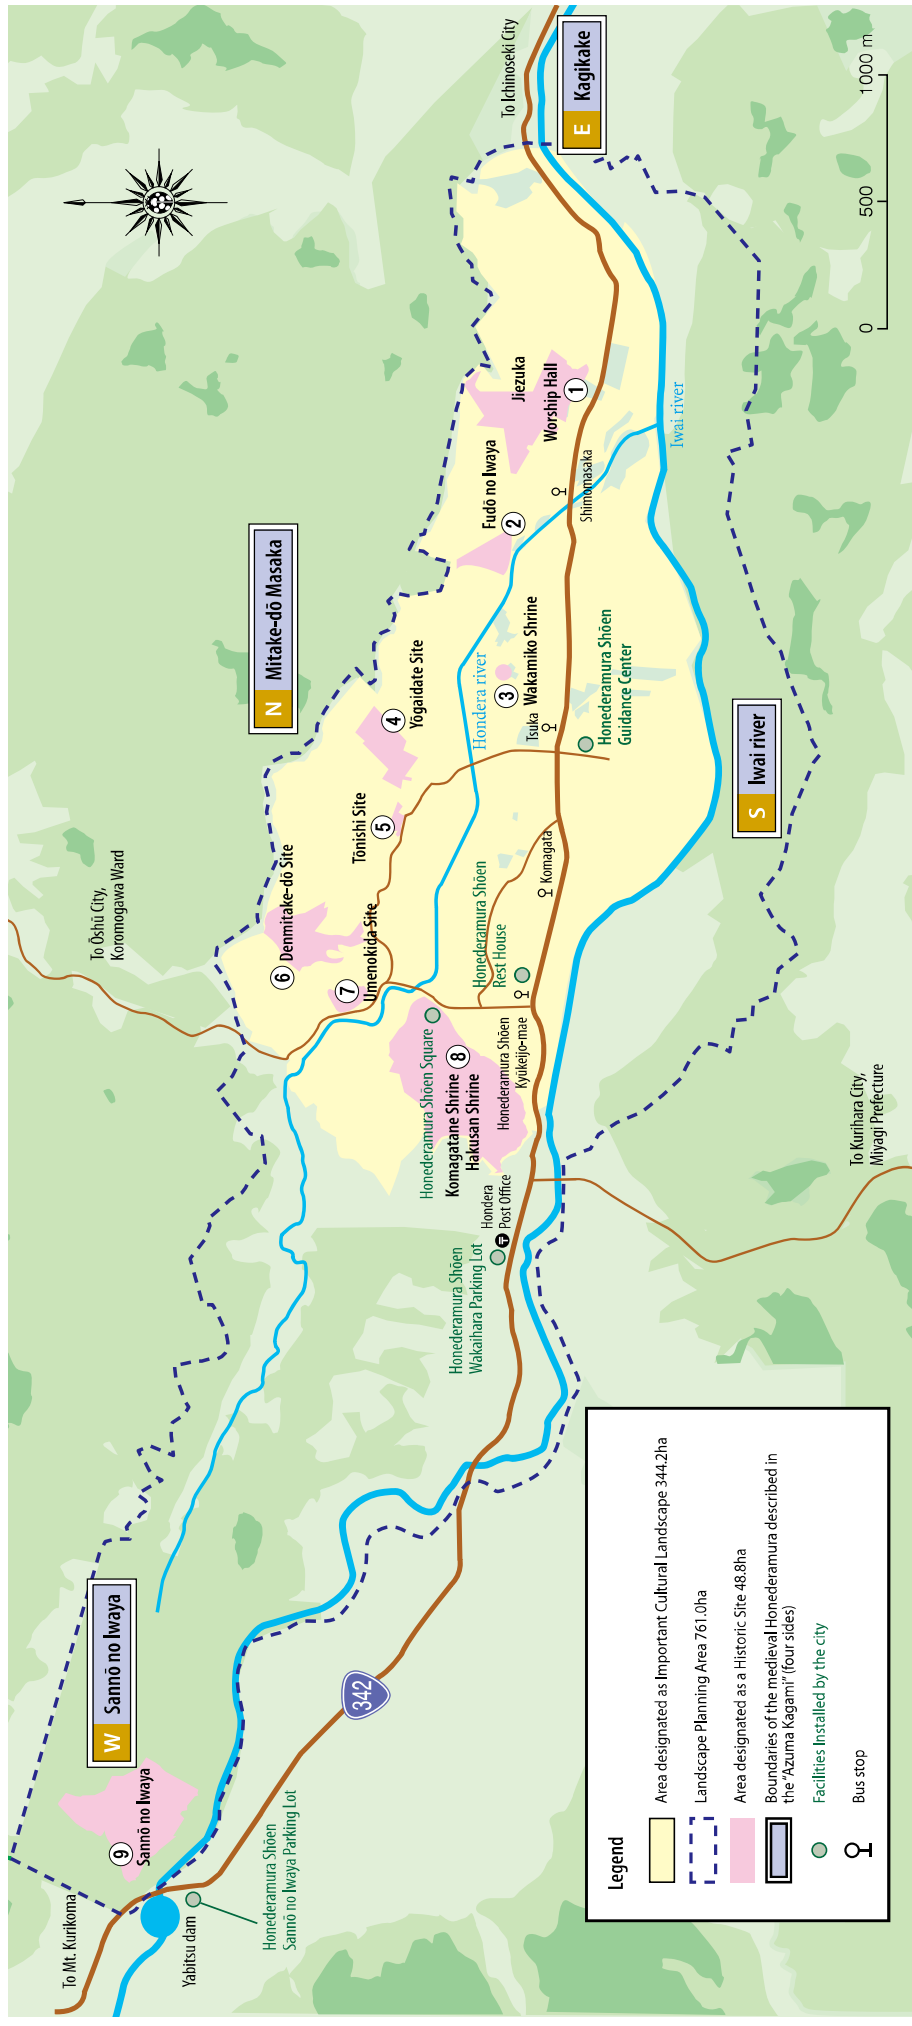 To Mt. Kurikoma
Yabitsu dam
Honederamura Shōen
Sannō no Iwaya Parking Lot
9
Sannō no Iwaya
W Sannō no Iwaya
342
To Ōshū City,
Koromogawa Ward
N Mitake-dō Masaka
6
Denmitake-dō Site
7
Umenokida Site
5
Tōnishi Site
4
Yōgaidate Site
Honederamura Shōen Square
Komagatane Shrine
Hakusan Shrine
8
Honederamura Shōen
Kyūkeijo-mae
Hondera
Post Office
Honederamura Shōen
Wakaihara Parking Lot
Honederamura Shōen
Rest House
Komagata
Hondera river
Tsuka
3
Wakamiko Shrine
Honederamura Shōen
Guidance Center
2
Fudō no Iwaya
Shimomasaka
Jiezuka
Worship Hall
1
Iwai river
S Iwai river
To Ichinoseki City
E Kagikake
To Kurihara City,
Miyagi Prefecture
0 500 1000 m
Legend
Area designated as Important Cultural Landscape 344.2ha
Landscape Planning Area 761.0ha
Area designated as a Historic Site 48.8ha
Boundaries of the medieval Honederamura described in
the “Azuma Kagami” (four sides)
Facilities Installed by the city
Bus stop